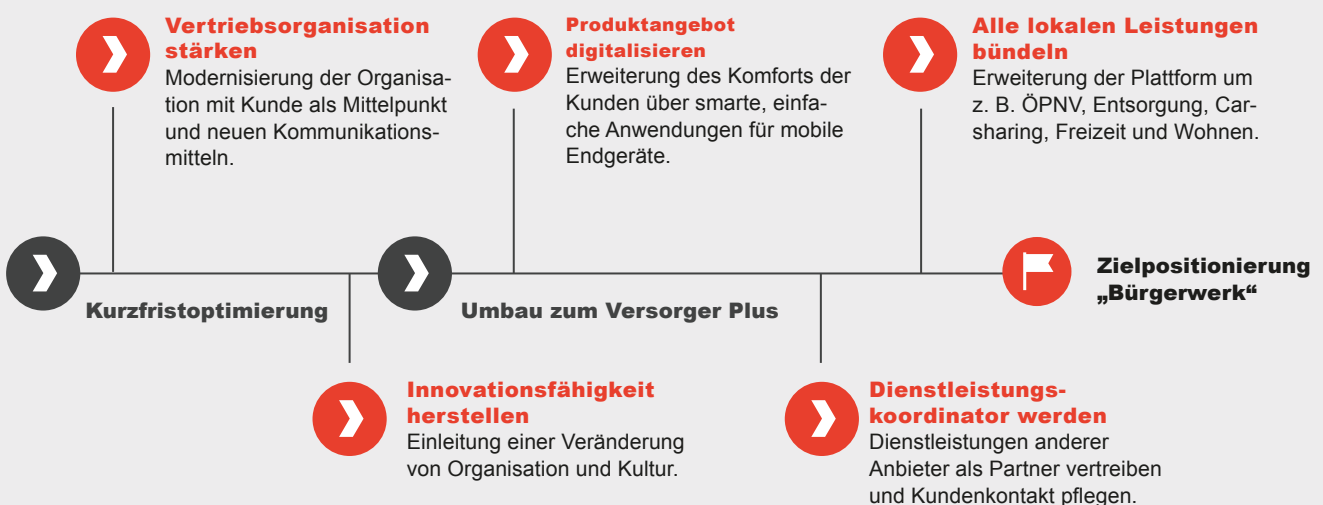 Vertriebsorganisation
stärken
Modernisierung der Organisa-
tion mit Kunde als Mittelpunkt
und neuen Kommunikations-
mitteln.
Produktangebot
digitalisieren
Erweiterung des Komforts der
Kunden über smarte, einfa-
che Anwendungen für mobile
Endgeräte.
Alle lokalen Leistungen
bündeln
Erweiterung der Plattform um
z. B. ÖPNV, Entsorgung, Car-
sharing, Freizeit und Wohnen.
Kurzfristoptimierung
Umbau zum Versorger Plus
Zielpositionierung
„Bürgerwerk“
Innovationsfähigkeit
herstellen
Einleitung einer Veränderung
von Organisation und Kultur.
Dienstleistungs-
koordinator werden
Dienstleistungen anderer
Anbieter als Partner vertreiben
und Kundenkontakt pflegen.